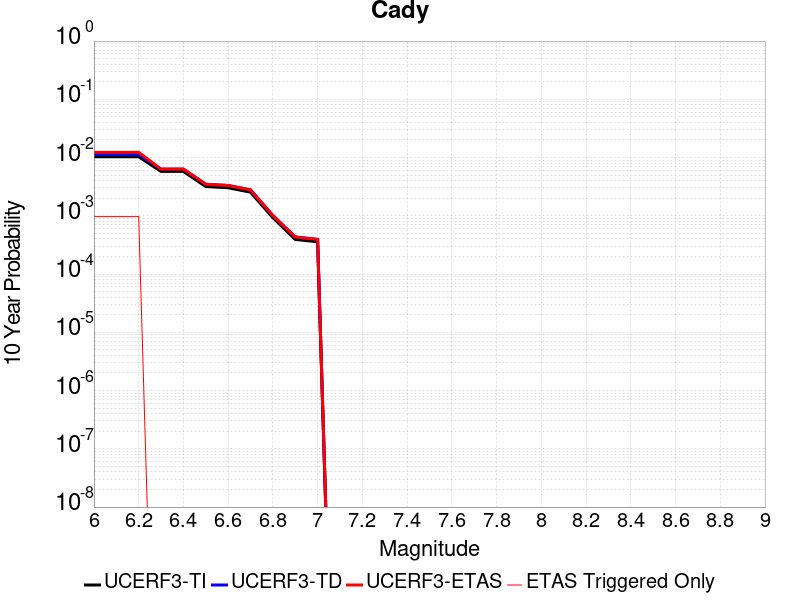 Cady
10 0
10 -1
10 -2
10 -3
10 -4
10 -5
10 -6
10 -7
10 -8
10 Year Probability
6 6.2 6.4 6.6 6.8 7 7.2 7.4 7.6 7.8 8 8.2 8.4 8.6 8.8 9
Magnitude
UCERF3-TI UCERF3-TD UCERF3-ETAS ETAS Triggered Only